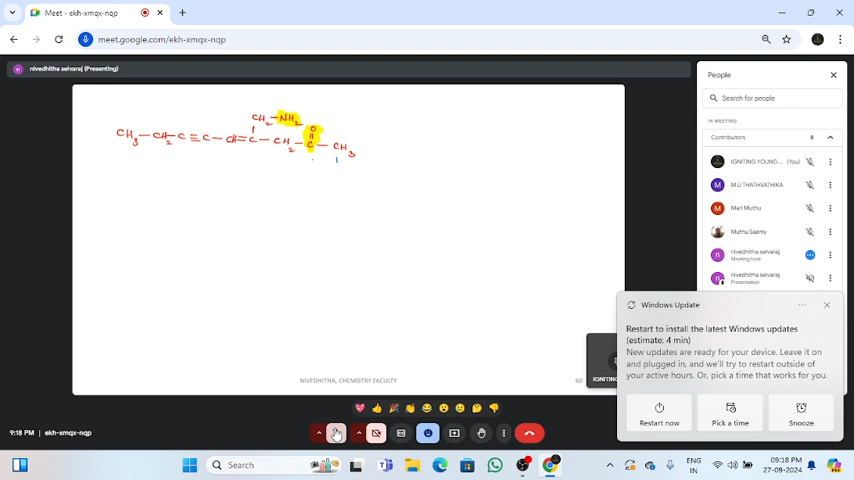 Meet - ekh-xmqx-nqp
meet.google.com/ekh-xmqx-nqp
nivedhitha selvaraj (Presenting)
CH2 - NH2
O
CH3 - CH2 - C ≡ C - CH = C - CH2 - C - CH3
NIVEDHITHA, CHEMISTRY FACULTY
60
People
Search for people
IN MEETING
Contributors 8
IGNITING YOUNG ... [You]
M.U THATHVATHIKA
Mari Muthu
Muthu Saamy
nivedhitha selvaraj
Meeting host
nivedhitha selvaraj
Presentation
Windows Update
Restart to install the latest Windows updates
(estimate: 4 min)
New updates are ready for your device. Leave it on
and plugged in, and we'll try to restart outside of
your active hours. Or, pick a time that works for you.
Restart now
Pick a time
Snooze
9:18 PM | ekh-xmqx-nqp
Search
ENG
IN
09:18 PM
27-09-2024